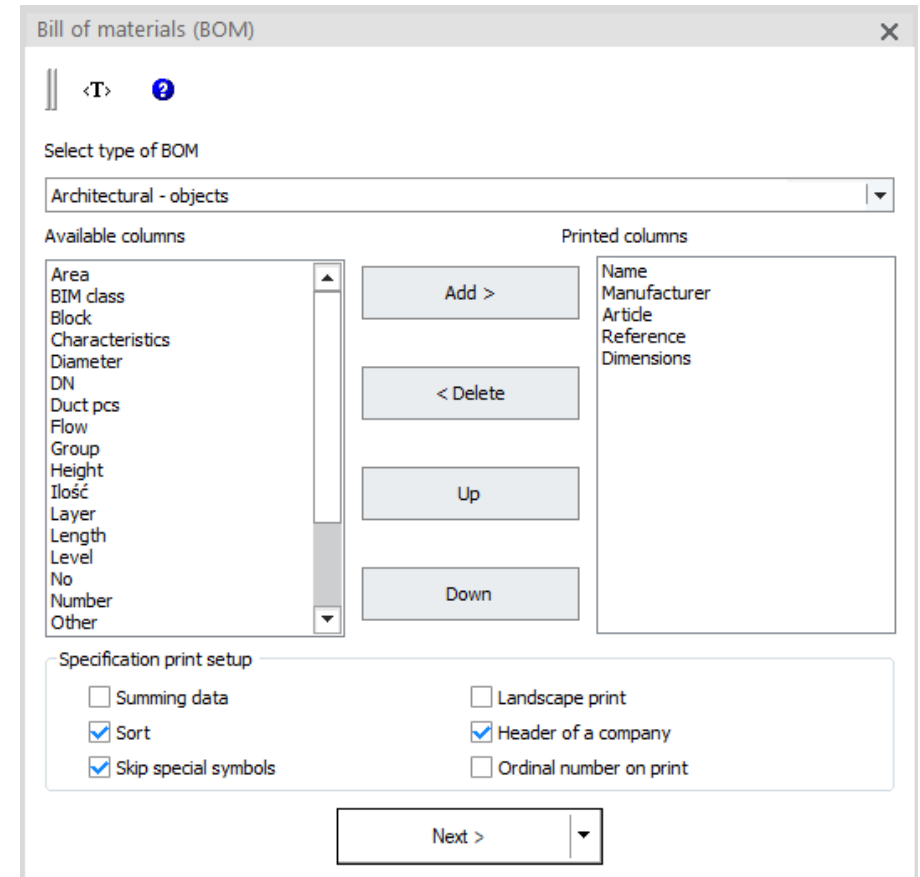 Bill of materials (BOM)
<T>
?
Select type of BOM
Architectural - objects
Available columns
Printed columns
Area
BIM class
Block
Characteristics
Diameter
DN
Duct pcs
Flow
Group
Height
Ilość
Layer
Length
Level
No
Number
Other
Add >
< Delete
Up
Down
Name
Manufacturer
Article
Reference
Dimensions
Specification print setup
Summing data
Landscape print
Sort
Header of a company
Skip special symbols
Ordinal number on print
Next >